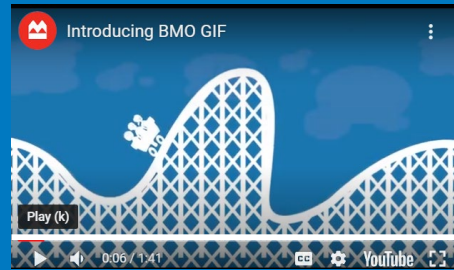 Introducing BMO GIF
Play (k)
0:06 / 1:41
CC
YouTube